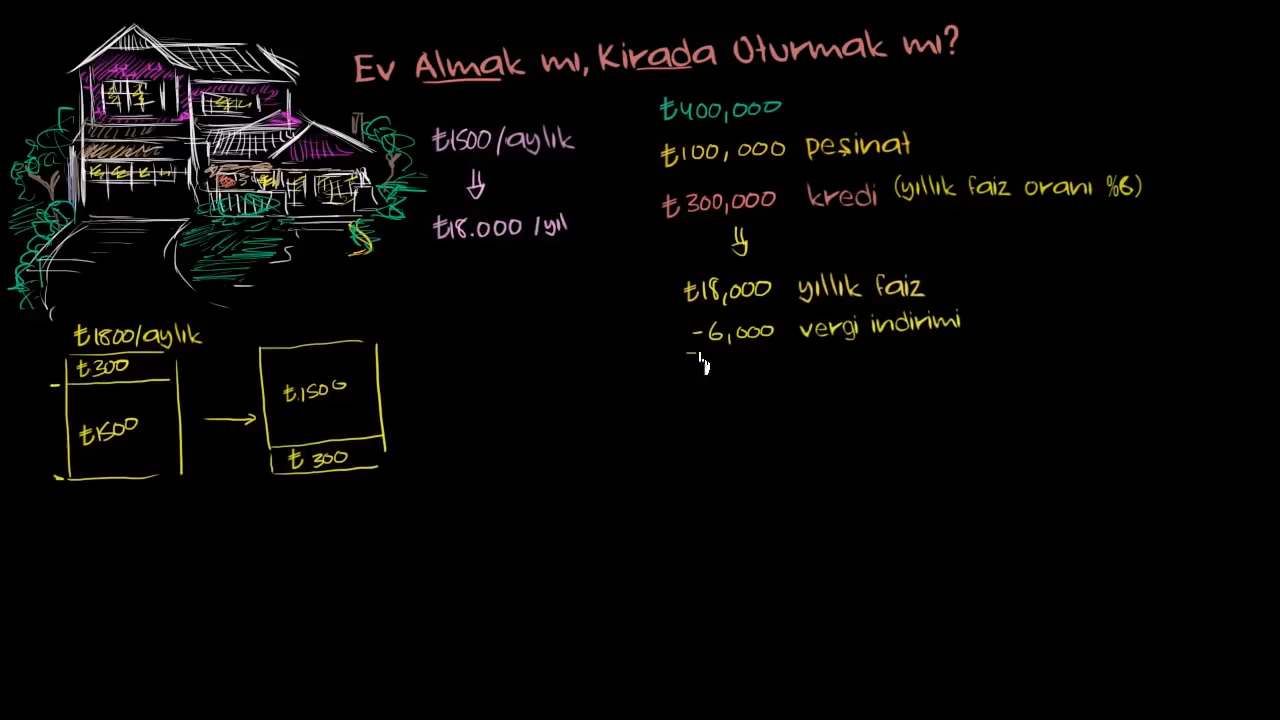 Ev Almak mı, Kirada Oturmak mı?
₺400,000
₺100,000 peşinat
₺300,000 kredi (yıllık faiz oranı %6)
₺18,000 yıllık faiz
-6,000 vergi indirimi
₺1500/aylık
₺18.000/yıl
₺1800/aylık
₺300
₺1500
₺1500
₺300